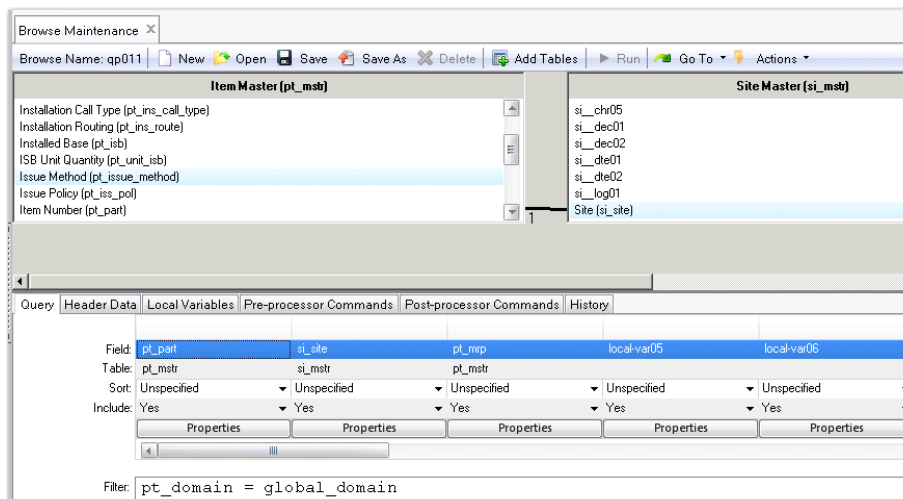 Browse Maintenance
Browse Name: qp011 New Open Save Save As Delete Add Tables Run Go To Actions
Item Master (pt_mstr) Site Master (si_mstr)
Installation Call Type (pt_ins_call_type) si__chr05
Installation Routing (pt_ins_route) si__dec01
Installed Base (pt_isb) si__dec02
ISB Unit Quantity (pt_unit_isb) si__dte01
Issue Method (pt_issue_method) si__dte02
Issue Policy (pt_iss_pol) si__log01
Item Number (pt_part) 1 Site (si_site)
Query Header Data Local Variables Pre-processor Commands Post-processor Commands History
Field: pt_part si_site pt_mrp local-var05 local-var06
Table: pt_mstr si_mstr pt_mstr
Sort: Unspecified Unspecified Unspecified Unspecified Unspecified
Include: Yes Yes Yes Yes Yes
Properties Properties Properties Properties Properties
Filter: pt_domain = global_domain